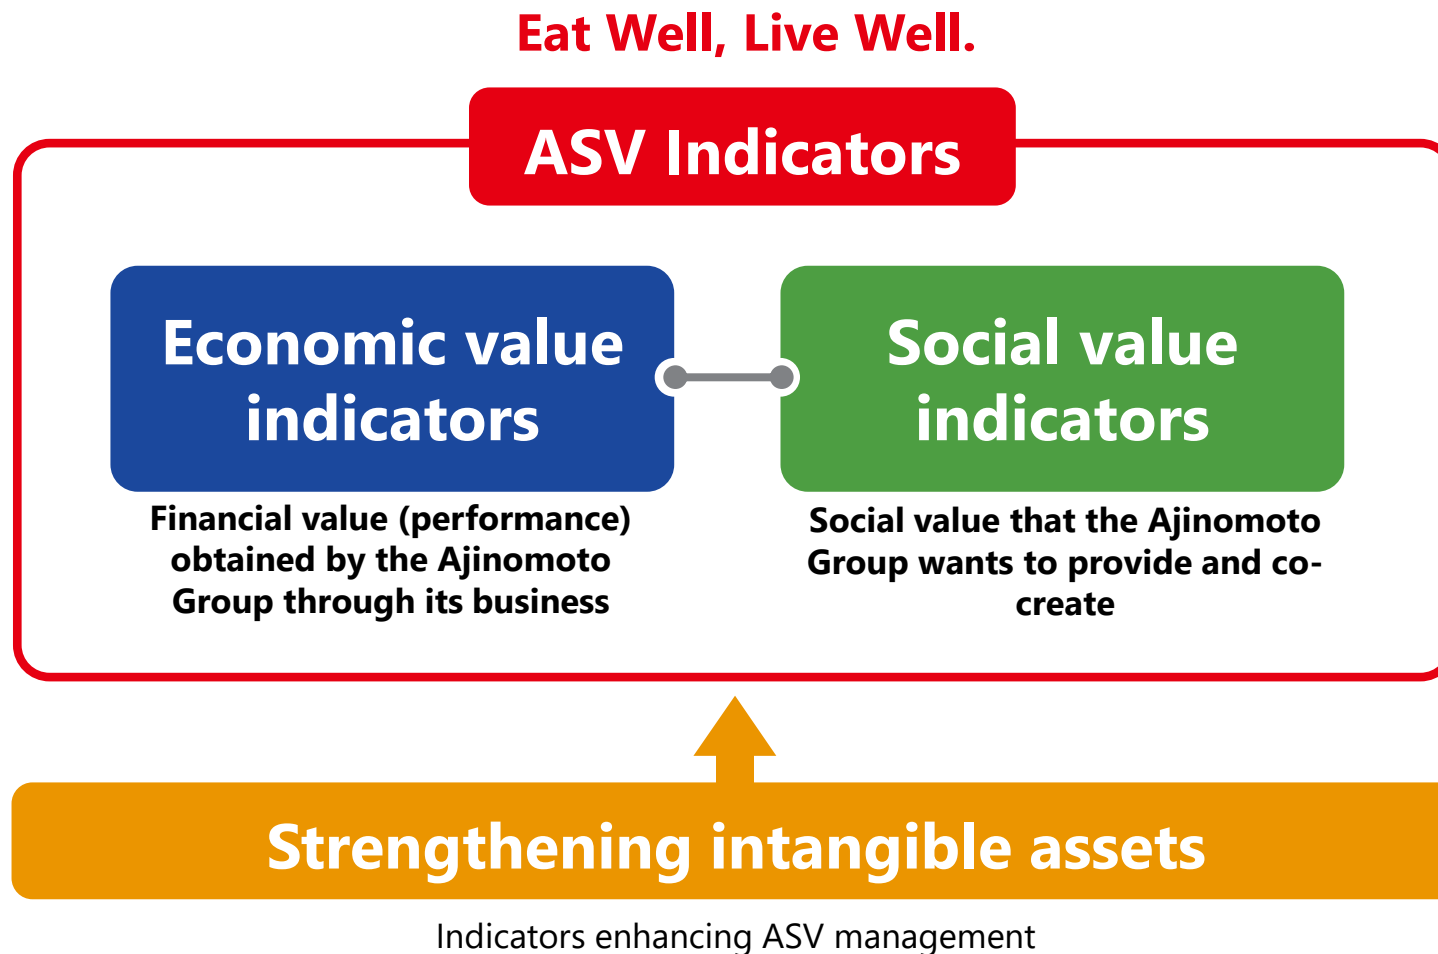 Eat Well, Live Well.
ASV Indicators
Economic value
indicators
Financial value (performance)
obtained by the Ajinomoto
Group through its business
Social value
indicators
Social value that the Ajinomoto
Group wants to provide and co-
create
Strengthening intangible assets
Indicators enhancing ASV management